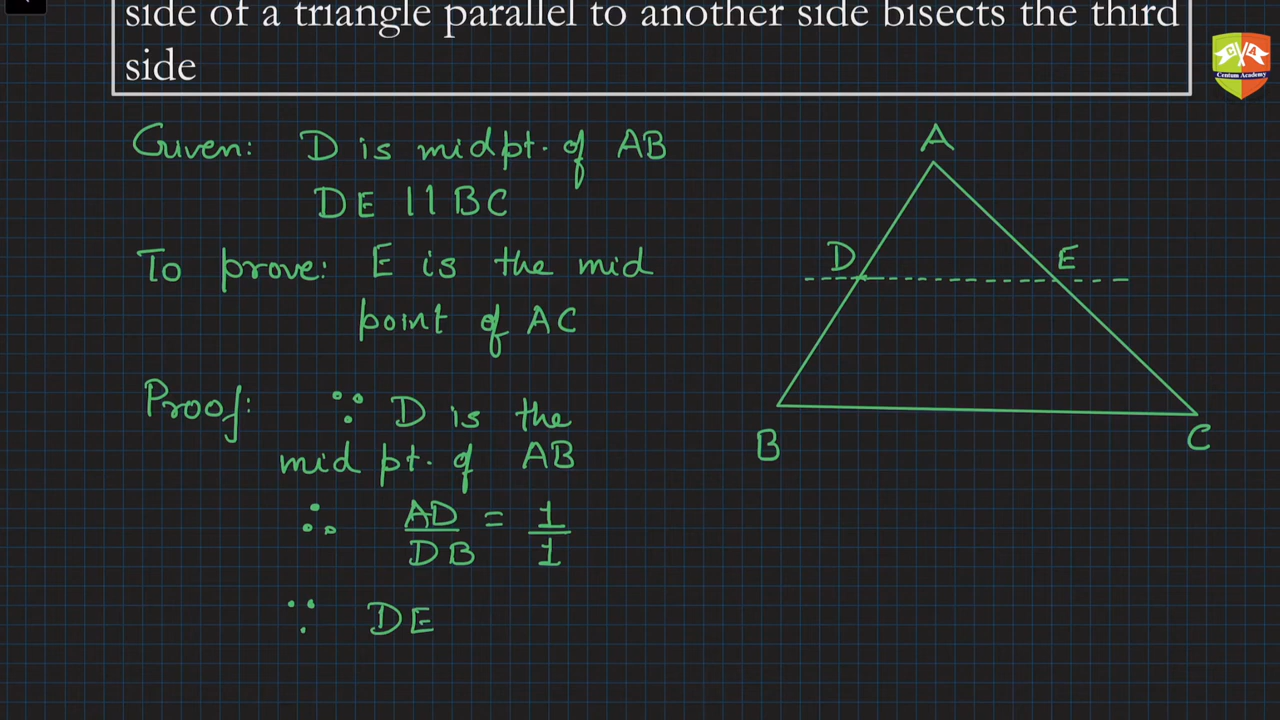 side of a triangle parallel to another side bisects the third
side
C A
Centum Academy
Given: D is midpt. of AB
DE || BC
To prove: E is the mid
point of AC
Proof: ∵ D is the
mid pt. of AB
∴ AD/DB = 1/1
∵ DE
A
D
E
B
C